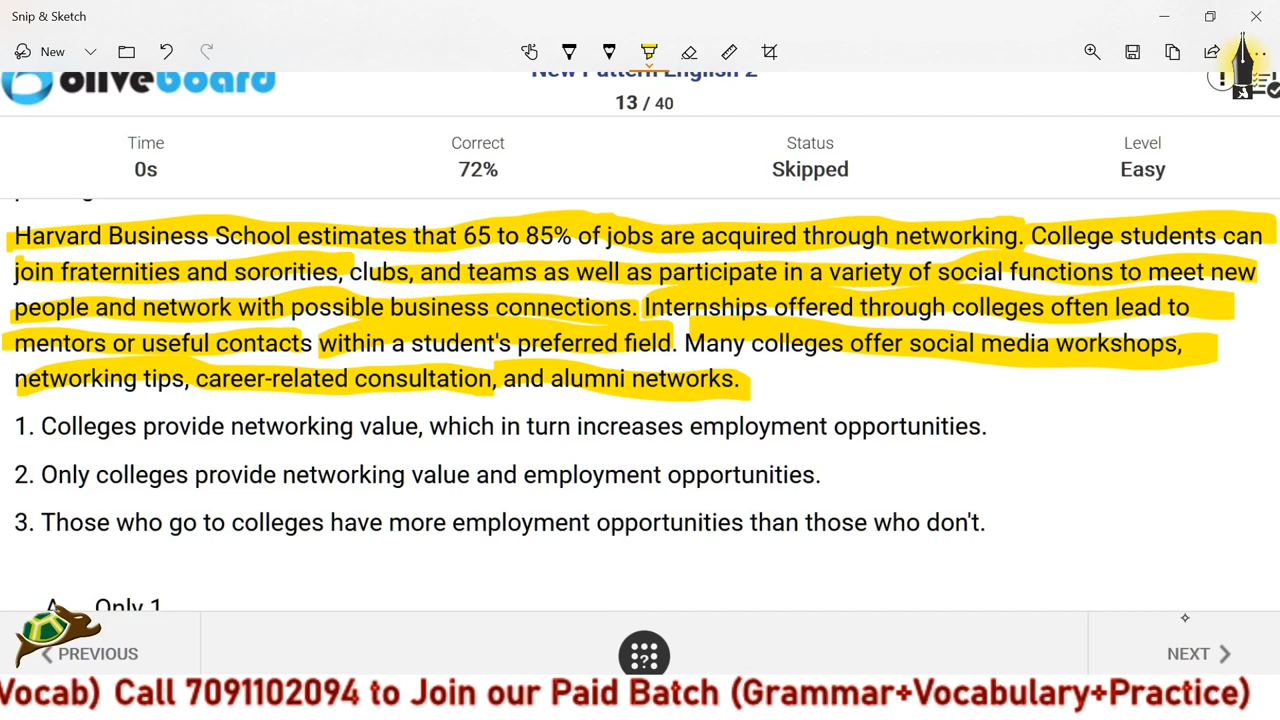 Snip & Sketch
New
oliveboard
New Pattern English 2
13 / 40
Time
Correct
Status
Level
0s
72%
Skipped
Easy
Harvard Business School estimates that 65 to 85% of jobs are acquired through networking. College students can
join fraternities and sororities, clubs, and teams as well as participate in a variety of social functions to meet new
people and network with possible business connections. Internships offered through colleges often lead to
mentors or useful contacts within a student's preferred field. Many colleges offer social media workshops,
networking tips, career-related consultation, and alumni networks.
1. Colleges provide networking value, which in turn increases employment opportunities.
2. Only colleges provide networking value and employment opportunities.
3. Those who go to colleges have more employment opportunities than those who don't.
A. Only 1
PREVIOUS
?
NEXT
Vocab) Call 7091102094 to Join our Paid Batch (Grammar+Vocabulary+Practice)